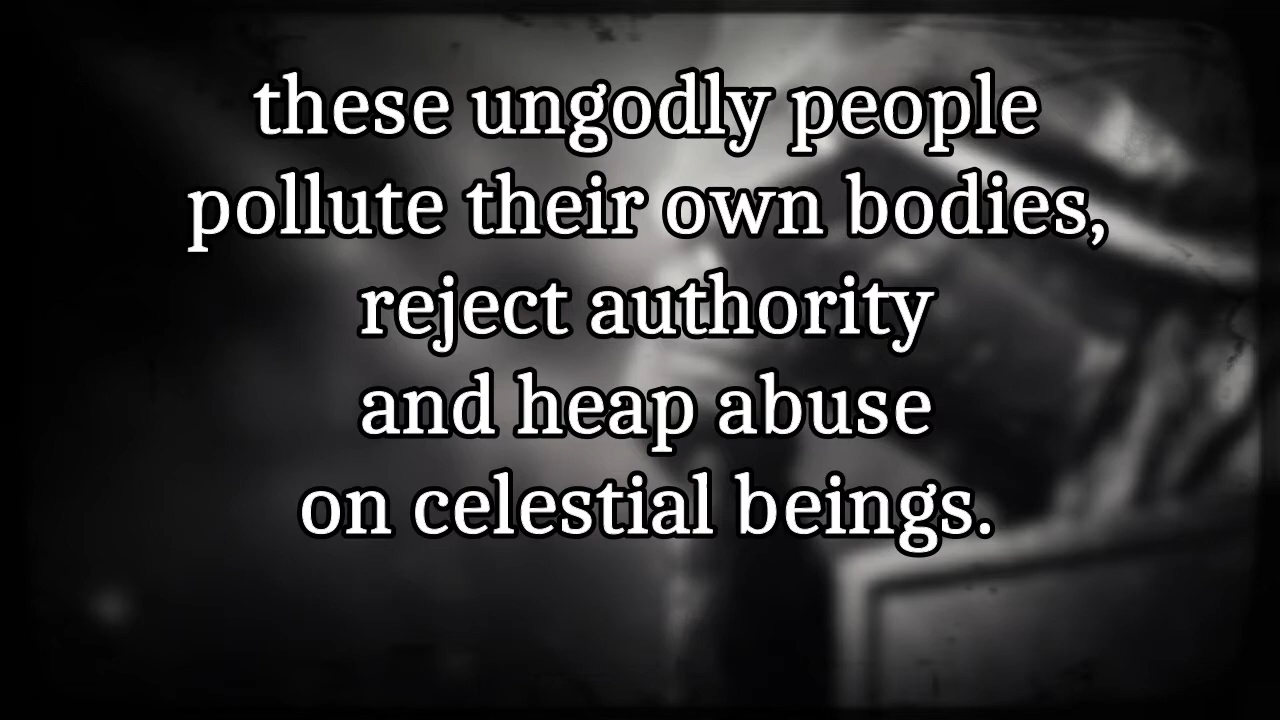 these ungodly people
pollute their own bodies,
reject authority
and heap abuse
on celestial beings.